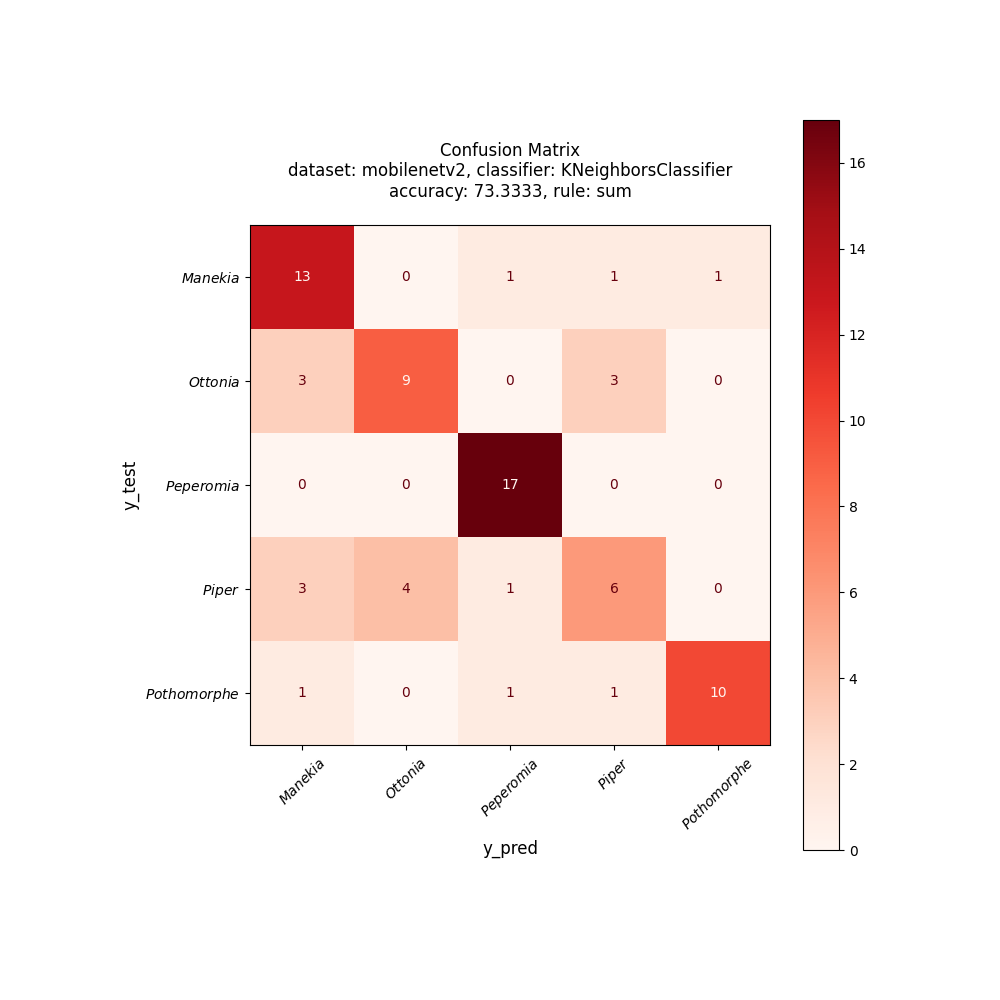 Confusion Matrix
dataset: mobilenetv2, classifier: KNeighborsClassifier
accuracy: 73.3333, rule: sum
Manekia 13 0 1 1 1
Ottonia 3 9 0 3 0
Peperomia 0 0 17 0 0
Piper 3 4 1 6 0
Pothomorphe 1 0 1 1 10
y_test
Manekia Ottonia Peperomia Piper Pothomorphe
y_pred
16
14
12
10
8
6
4
2
0